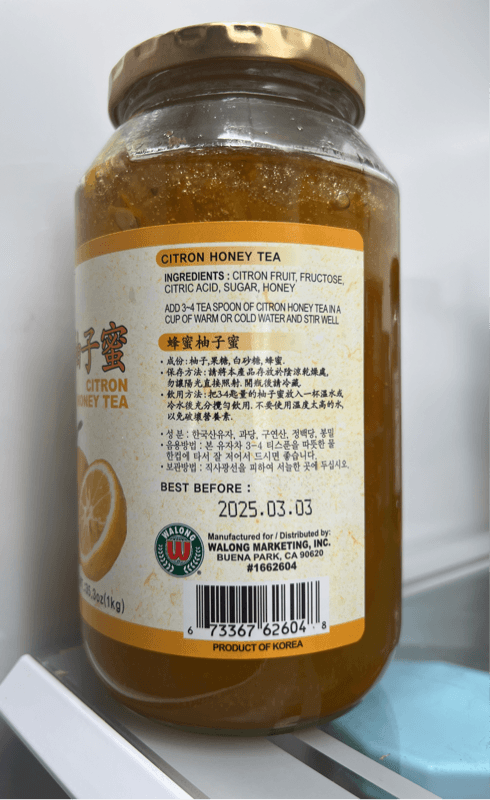 子蜜
CITRON
HONEY TEA
35.3oz(1kg)
CITRON HONEY TEA
INGREDIENTS : CITRON FRUIT, FRUCTOSE,
CITRIC ACID, SUGAR, HONEY
ADD 3~4 TEA SPOON OF CITRON HONEY TEA IN A
CUP OF WARM OR COLD WATER AND STIR WELL
蜂蜜柚子蜜
• 成份 : 柚子, 果糖, 白砂糖, 蜂蜜.
• 保存方法 : 請將本產品存放於陰涼乾燥處,
勿讓陽光直接照射. 開瓶後請冷藏.
• 飲用方法 : 把3-4匙量的柚子蜜放入一杯溫水或
冷水後充分攪勻飲用. 不要使用溫度太高的水,
以免破壞營養素.
• 성 분 : 한국산유자, 과당, 구연산, 정백당, 봉밀
• 음용방법 : 본 유자차 3-4 티스푼을 따뜻한 물
한컵에 타서 잘 저어서 드시면 좋습니다.
• 보관방법 : 직사광선을 피하여 서늘한 곳에 두십시오.
BEST BEFORE :
2025.03.03
WALONG
W
®
Manufactured for / Distributed by:
WALONG MARKETING, INC.
BUENA PARK, CA 90620
#1662604
6 73367 62604 8
PRODUCT OF KOREA